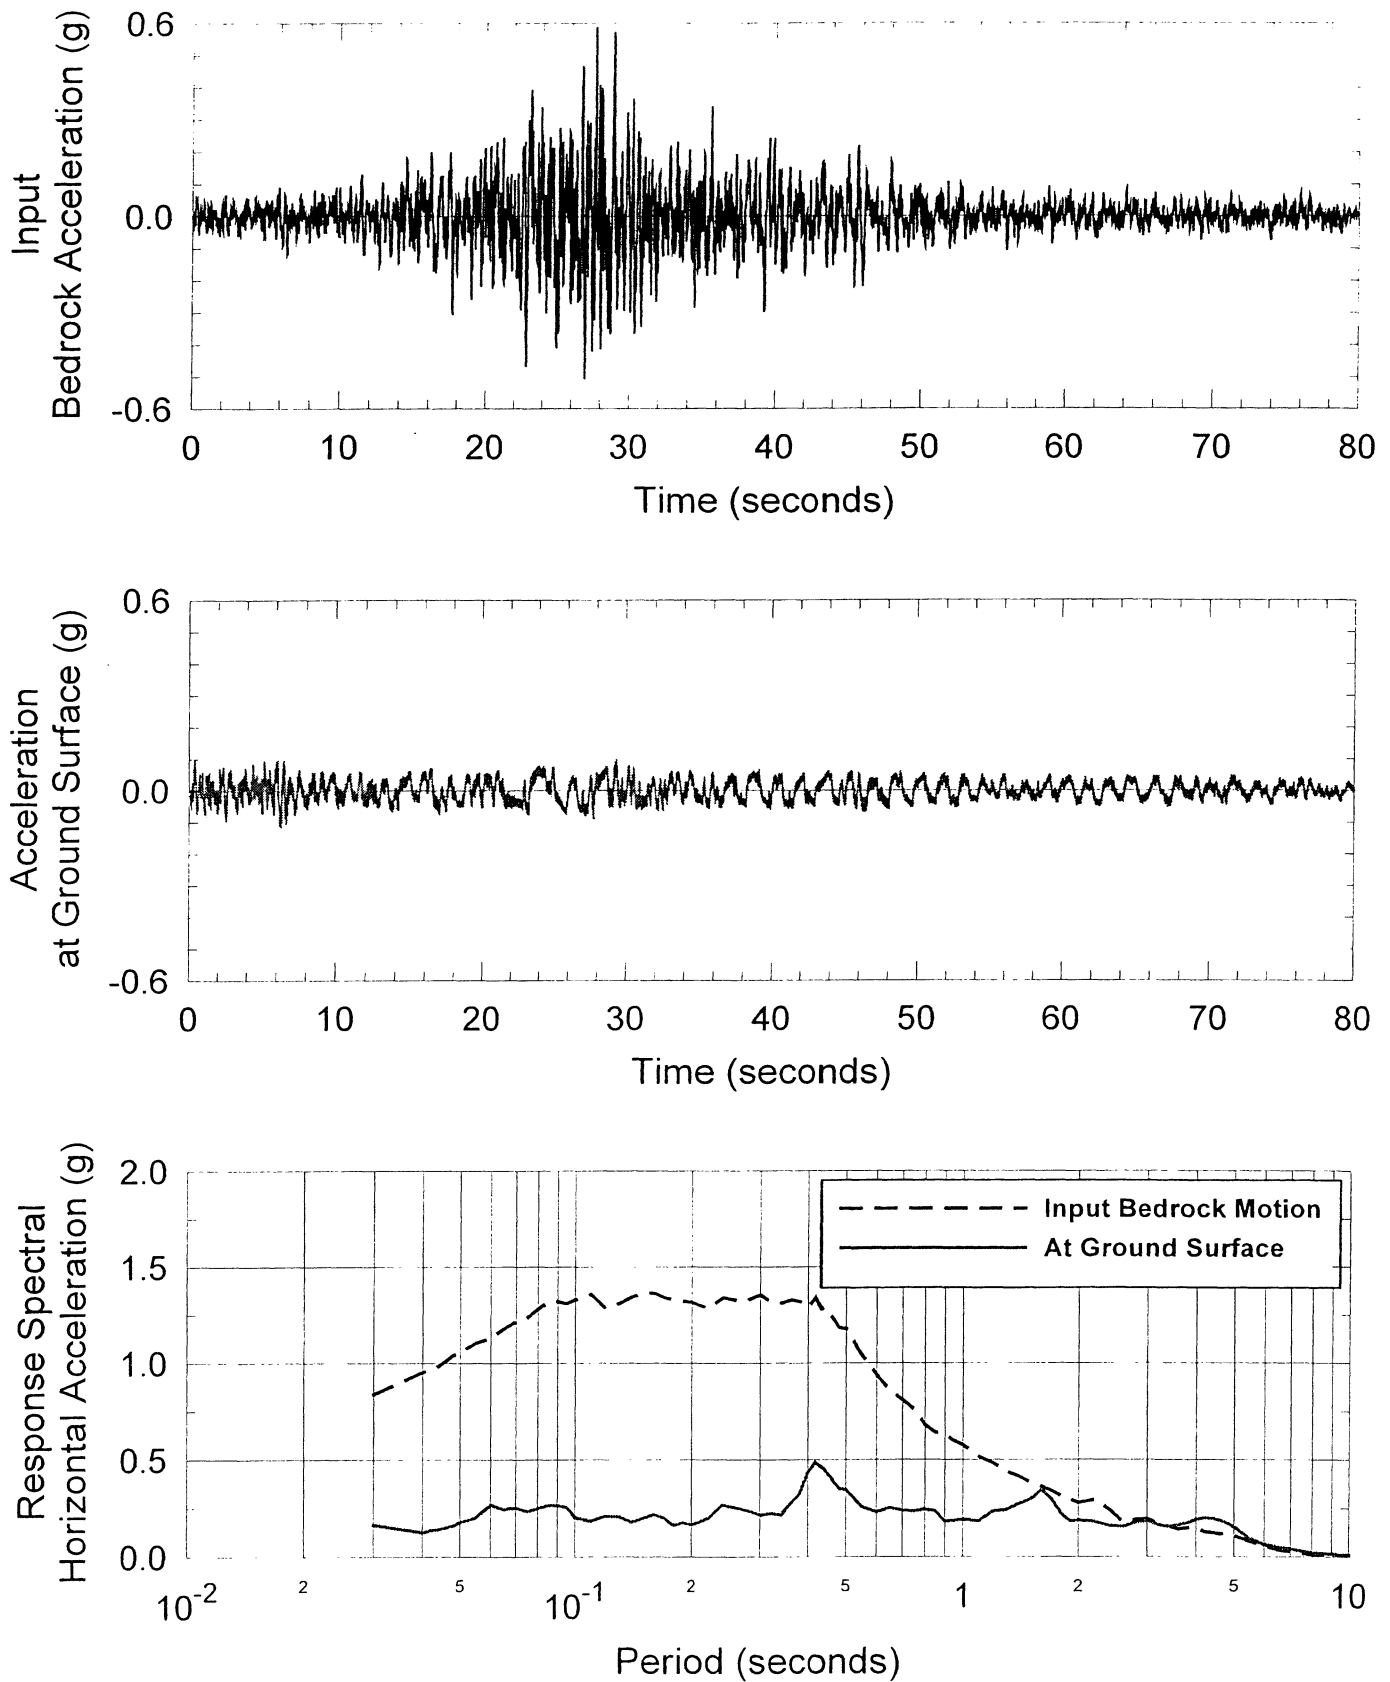 Input
Bedrock Acceleration (g)
0.6
0.0
-0.6
0 10 20 30 40 50 60 70 80
Time (seconds)
Acceleration
at Ground Surface (g)
0.6
0.0
-0.6
0 10 20 30 40 50 60 70 80
Time (seconds)
Response Spectral
Horizontal Acceleration (g)
2.0
1.5
1.0
0.5
0.0
Input Bedrock Motion
At Ground Surface
10-2 2 5 10-1 2 5 1 2 5 10
Period (seconds)